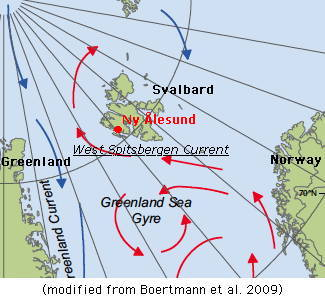 Svalbard
Ny Ålesund
West Spitsbergen Current
Greenland
Norway
70°N
Greenland Sea
Gyre
Greenland Current
(modified from Boertmann et al. 2009)